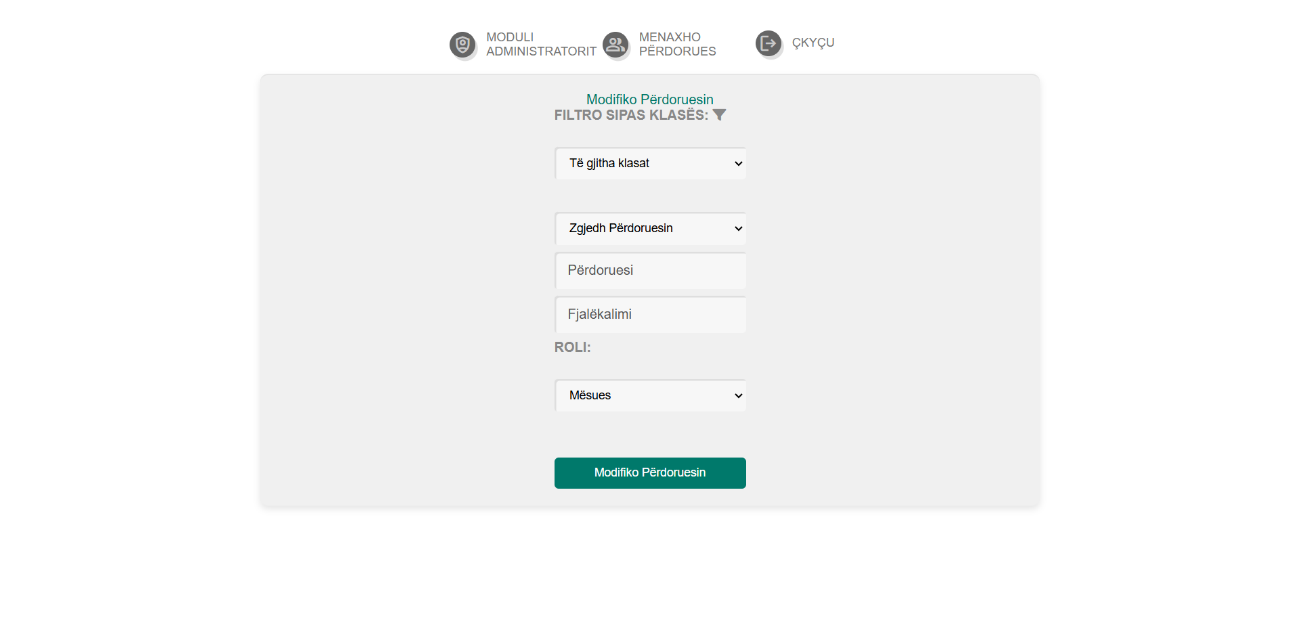 MODULI
ADMINISTRATORIT
MENAXHO
PËRDORUES
ÇKYÇU
Modifiko Përdoruesin
FILTRO SIPAS KLASËS:
Të gjitha klasat
Zgjedh Përdoruesin
Përdoruesi
Fjalëkalimi
ROLI:
Mësues
Modifiko Përdoruesin